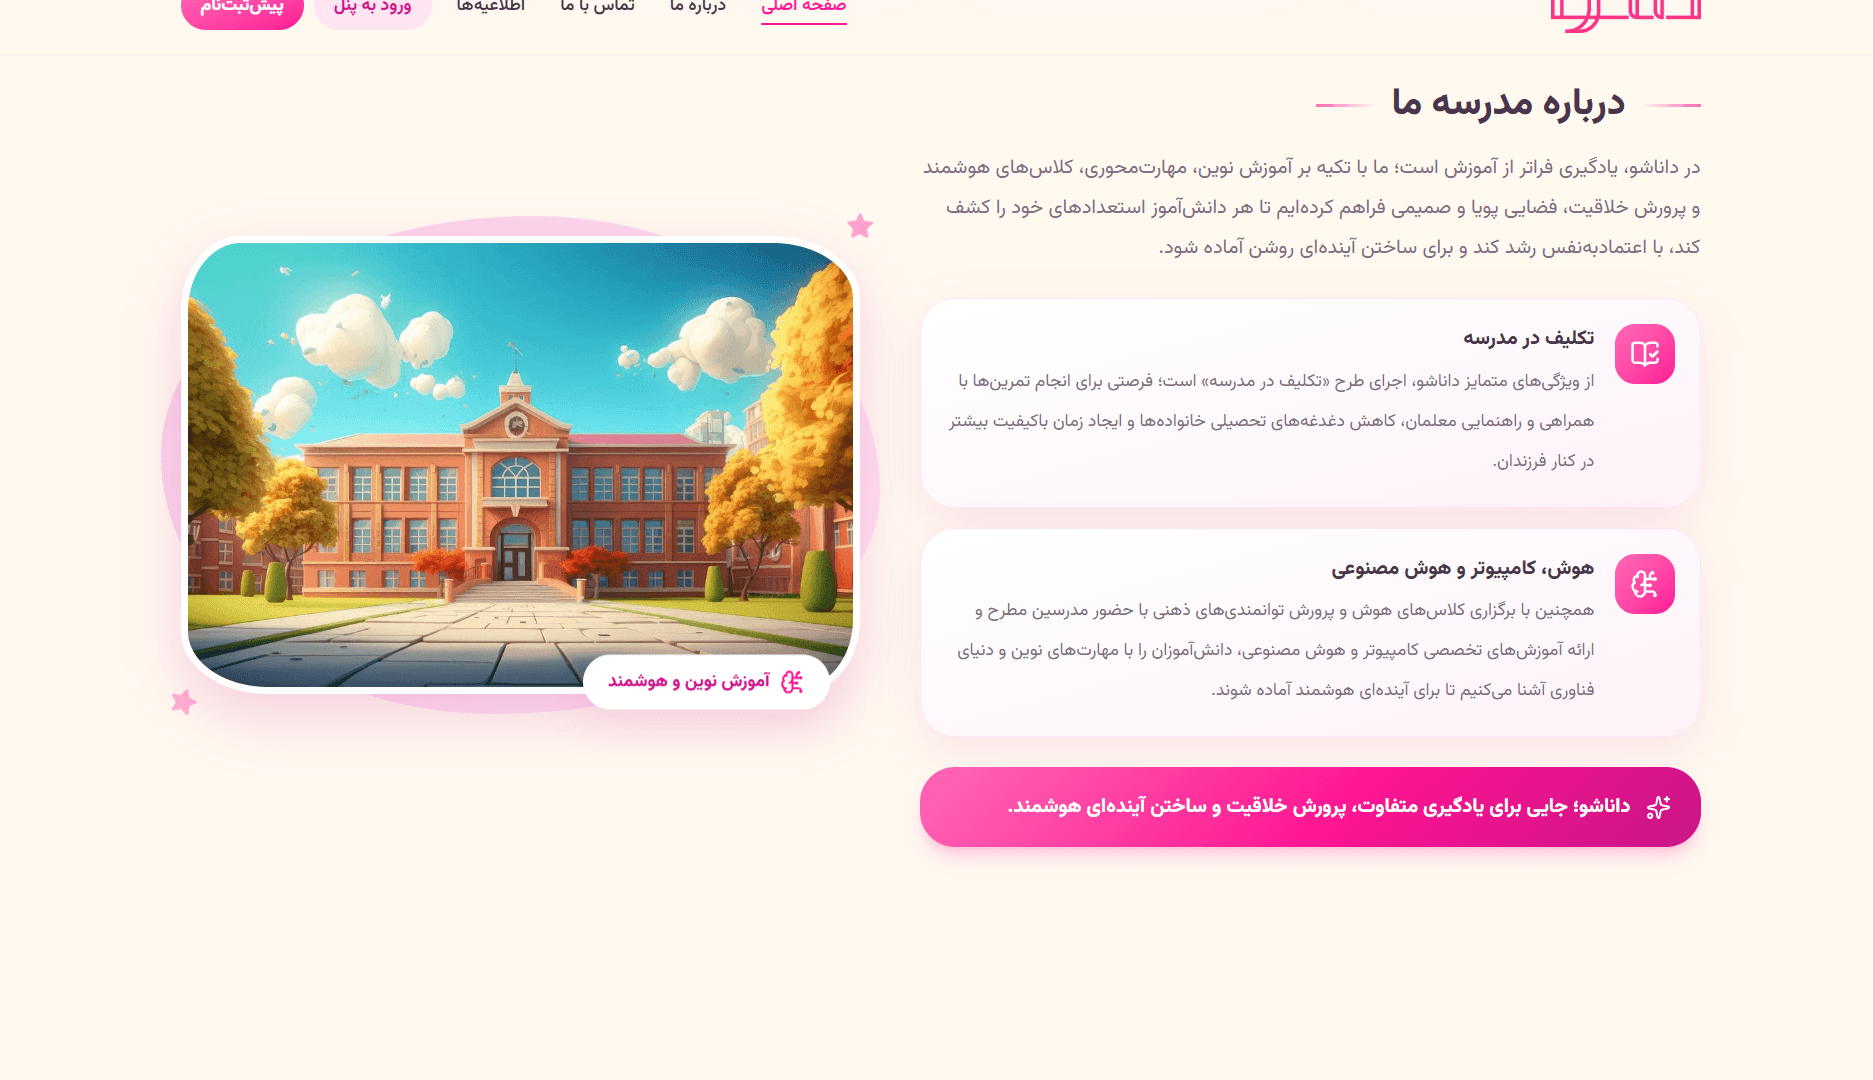 صفحه اصلی
درباره ما
تماس با ما
اطلاعیه‌ها
ورود به پنل
پیش‌ثبت‌نام
درباره مدرسه ما
در داناشو، یادگیری فراتر از آموزش است؛ ما با تکیه بر آموزش نوین، مهارت‌محوری، کلاس‌های هوشمند
و پرورش خلاقیت، فضایی پویا و صمیمی فراهم کرده‌ایم تا هر دانش‌آموز استعدادهای خود را کشف
کند، با اعتمادبه‌نفس رشد کند و برای ساختن آینده‌ای روشن آماده شود.
تکلیف در مدرسه
از ویژگی‌های متمایز داناشو، اجرای طرح «تکلیف در مدرسه» است؛ فرصتی برای انجام تمرین‌ها با
همراهی و راهنمایی معلمان، کاهش دغدغه‌های تحصیلی خانواده‌ها و ایجاد زمان باکیفیت بیشتر
در کنار فرزندان.
هوش، کامپیوتر و هوش مصنوعی
همچنین با برگزاری کلاس‌های هوش و پرورش توانمندی‌های ذهنی با حضور مدرسین مطرح و
ارائه آموزش‌های تخصصی کامپیوتر و هوش مصنوعی، دانش‌آموزان را با مهارت‌های نوین و دنیای
فناوری آشنا می‌کنیم تا برای آینده‌ای هوشمند آماده شوند.
داناشو؛ جایی برای یادگیری متفاوت، پرورش خلاقیت و ساختن آینده‌ای هوشمند.
آموزش نوین و هوشمند